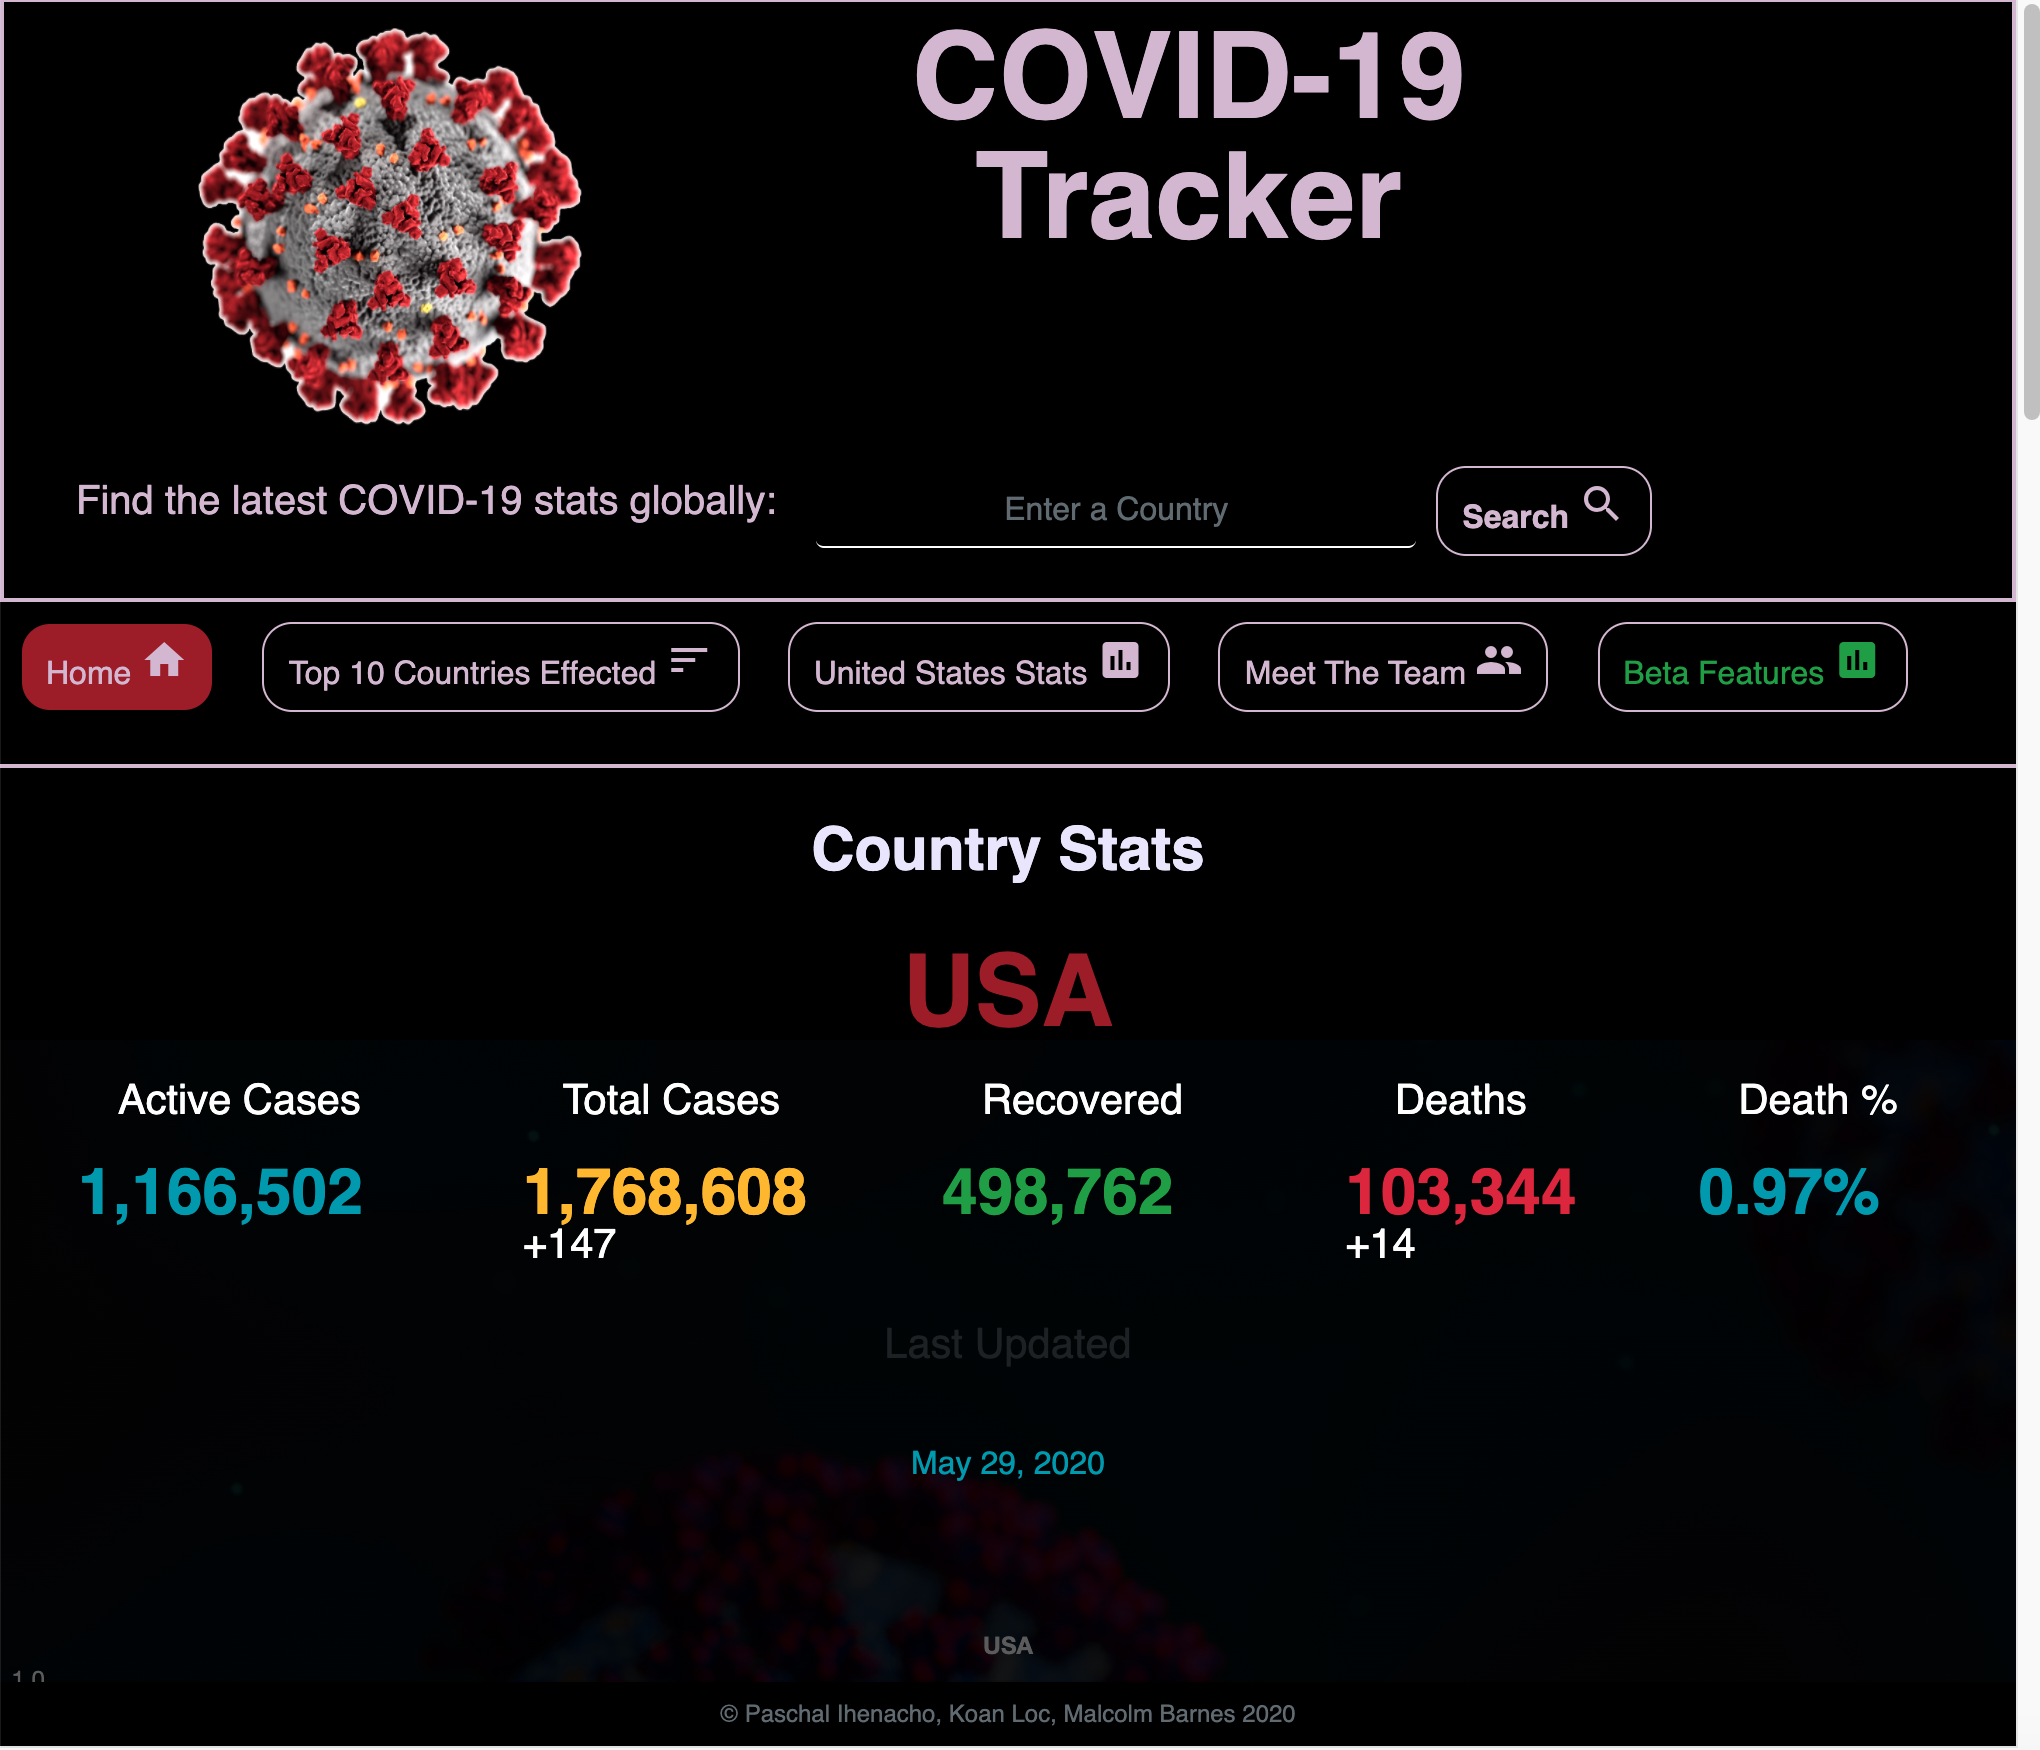 COVID-19
Tracker
Find the latest COVID-19 stats globally:
Enter a Country
Search
Home
Top 10 Countries Effected
United States Stats
Meet The Team
Beta Features
Country Stats
USA
Active Cases
Total Cases
Recovered
Deaths
Death %
1,166,502
1,768,608
498,762
103,344
0.97%
+147
+14
Last Updated
May 29, 2020
USA
1.0
© Paschal Ihenacho, Koan Loc, Malcolm Barnes 2020